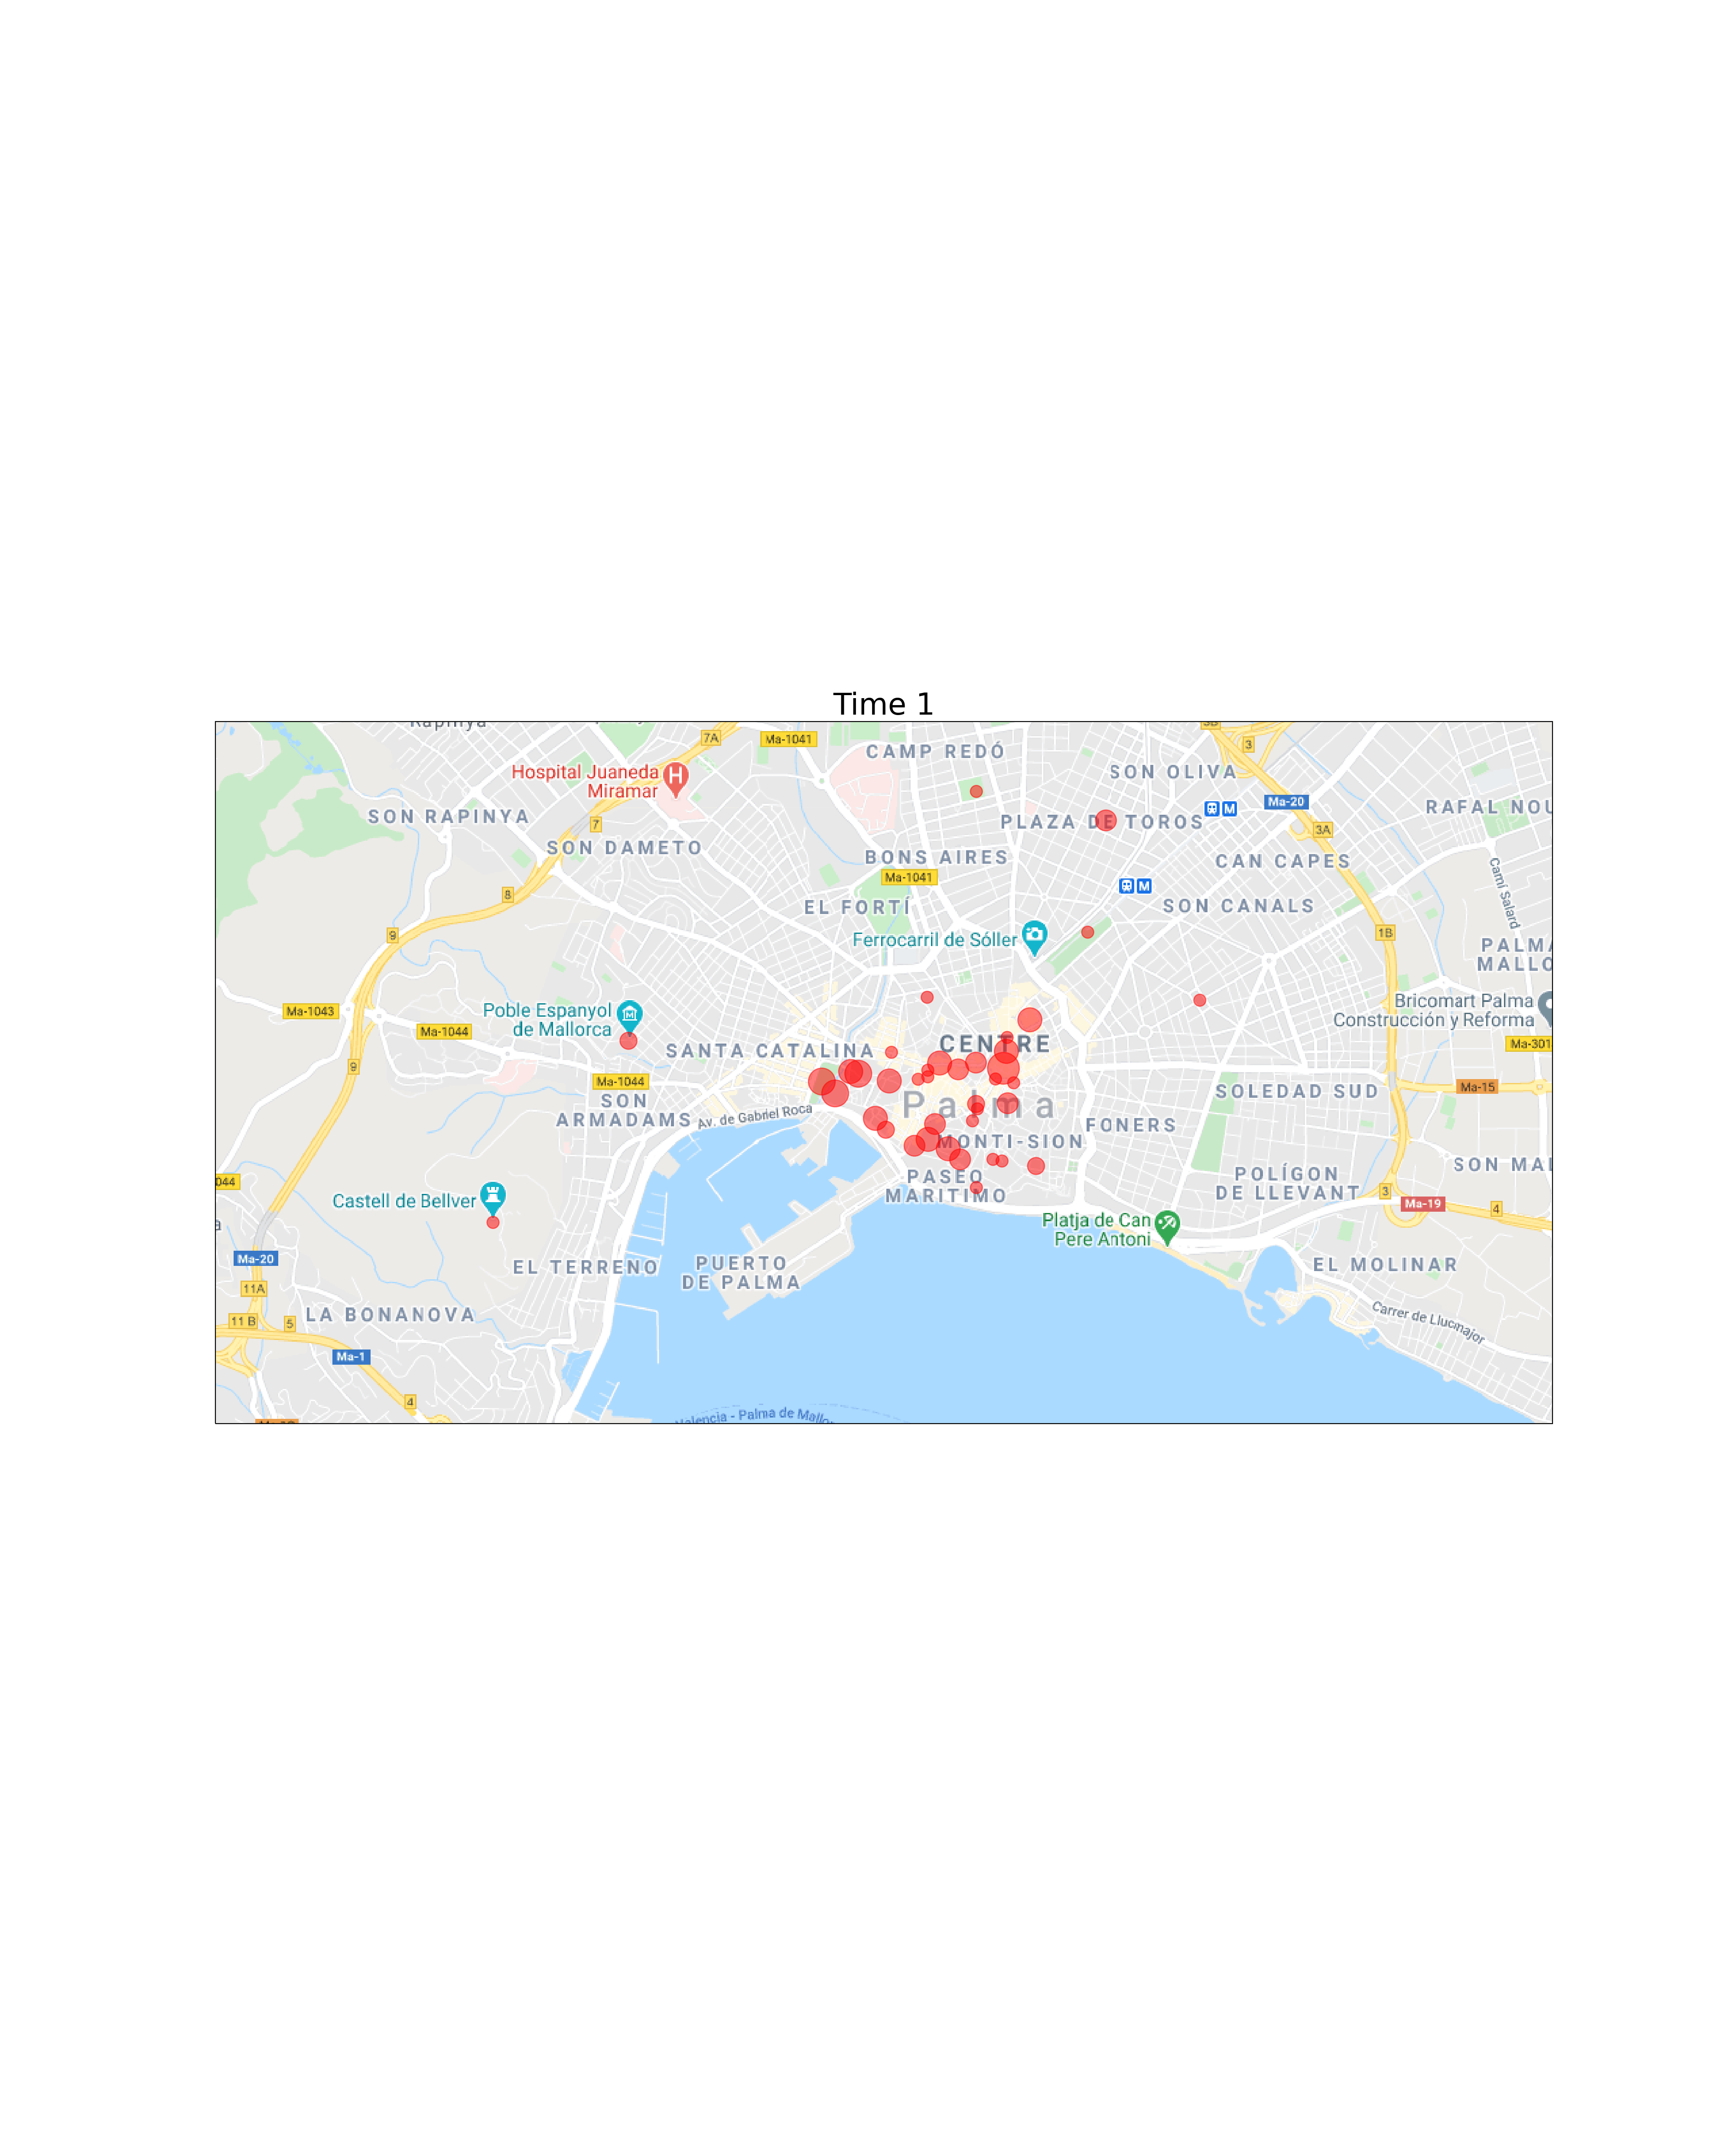 Time 1
Rapinya
7A
Ma-1041
CAMP REDÓ
3B
3
SON OLIVA
Hospital Juaneda
Miramar
H
SON RAPINYA
7
PLAZA DE TOROS
M
Ma-20
3A
RAFAL NOU
SON DAMETO
BONS AIRES
CAN CAPES
Ma-1041
M
Camí Salard
8
EL FORTÍ
SON CANALS
9
Ferrocarril de Sóller
1B
PALMA
MALLO
Poble Espanyol
de Mallorca
Bricomart Palma
Construcción y Reforma
Ma-1043
Ma-1044
CENTRE
Ma-301
SANTA CATALINA
9
Ma-1044
Ma-15
SON
ARMADAMS
Av. de Gabriel Roca
Palma
SOLEDAD SUD
FONERS
MONTI-SION
SON MAL
044
PASEO
MARITIMO
POLÍGON
DE LLEVANT
3
Ma-19
4
Castell de Bellver
Platja de Can
Pere Antoni
a
Ma-20
EL TERRENO
PUERTO
DE PALMA
EL MOLINAR
11A
11 B
5
LA BONANOVA
Carrer de Llucmajor
Ma-1
4
Valencia - Palma de Mallor